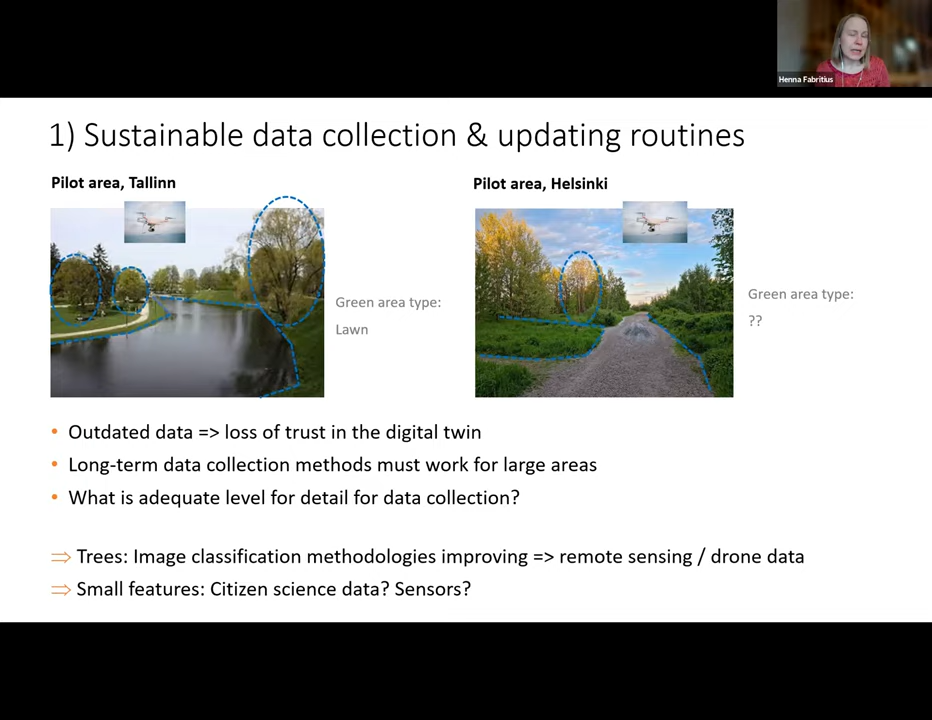 Henna Fabritius
1) Sustainable data collection & updating routines
Pilot area, Tallinn
Pilot area, Helsinki
Green area type:
Lawn
Green area type:
??
• Outdated data => loss of trust in the digital twin
• Long-term data collection methods must work for large areas
• What is adequate level for detail for data collection?
⇒ Trees: Image classification methodologies improving => remote sensing / drone data
⇒ Small features: Citizen science data? Sensors?